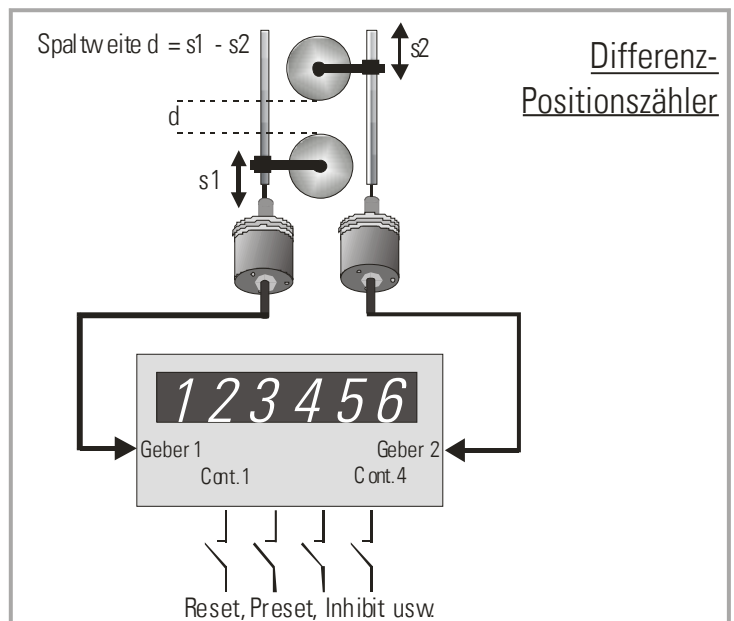 Spaltweite d = s1 - s2
s2
Differenz-
Positionszähler
d
s1
123456
Geber 1
Geber 2
Cont.1
Cont.4
Reset, Preset, Inhibit usw.